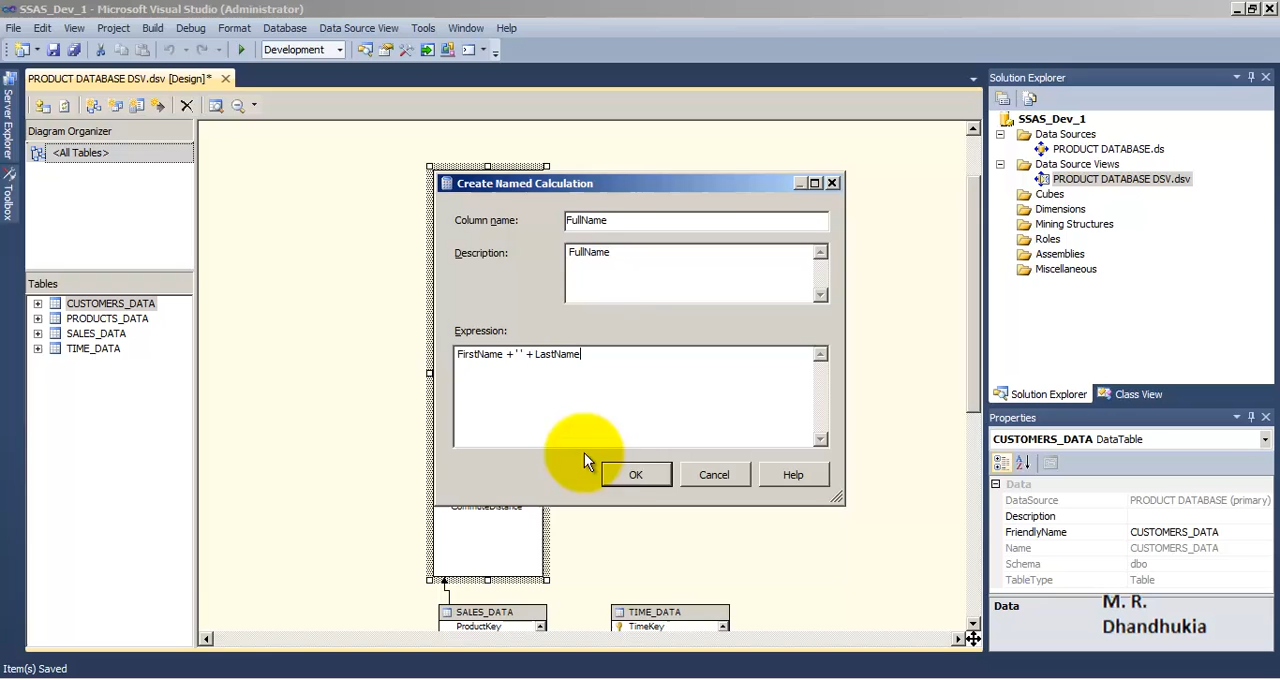 SSAS_Dev_1 - Microsoft Visual Studio (Administrator)
File Edit View Project Build Debug Format Database Data Source View Tools Window Help
Development
PRODUCT DATABASE DSV.dsv [Design]*
Server Explorer
Toolbox
Diagram Organizer
<All Tables>
Tables
CUSTOMERS_DATA
PRODUCTS_DATA
SALES_DATA
TIME_DATA
Create Named Calculation
Column name: FullName
Description: FullName
Expression:
FirstName +' ' + LastName
OK Cancel Help
CommuteDistance
SALES_DATA
ProductKey
TIME_DATA
TimeKey
Solution Explorer
SSAS_Dev_1
Data Sources
PRODUCT DATABASE.ds
Data Source Views
PRODUCT DATABASE DSV.dsv
Cubes
Dimensions
Mining Structures
Roles
Assemblies
Miscellaneous
Solution Explorer Class View
Properties
CUSTOMERS_DATA DataTable
Data
DataSource PRODUCT DATABASE (primary)
Description
FriendlyName CUSTOMERS_DATA
Name CUSTOMERS_DATA
Schema dbo
TableType Table
Data
M. R.
Dhandhukia
Item(s) Saved